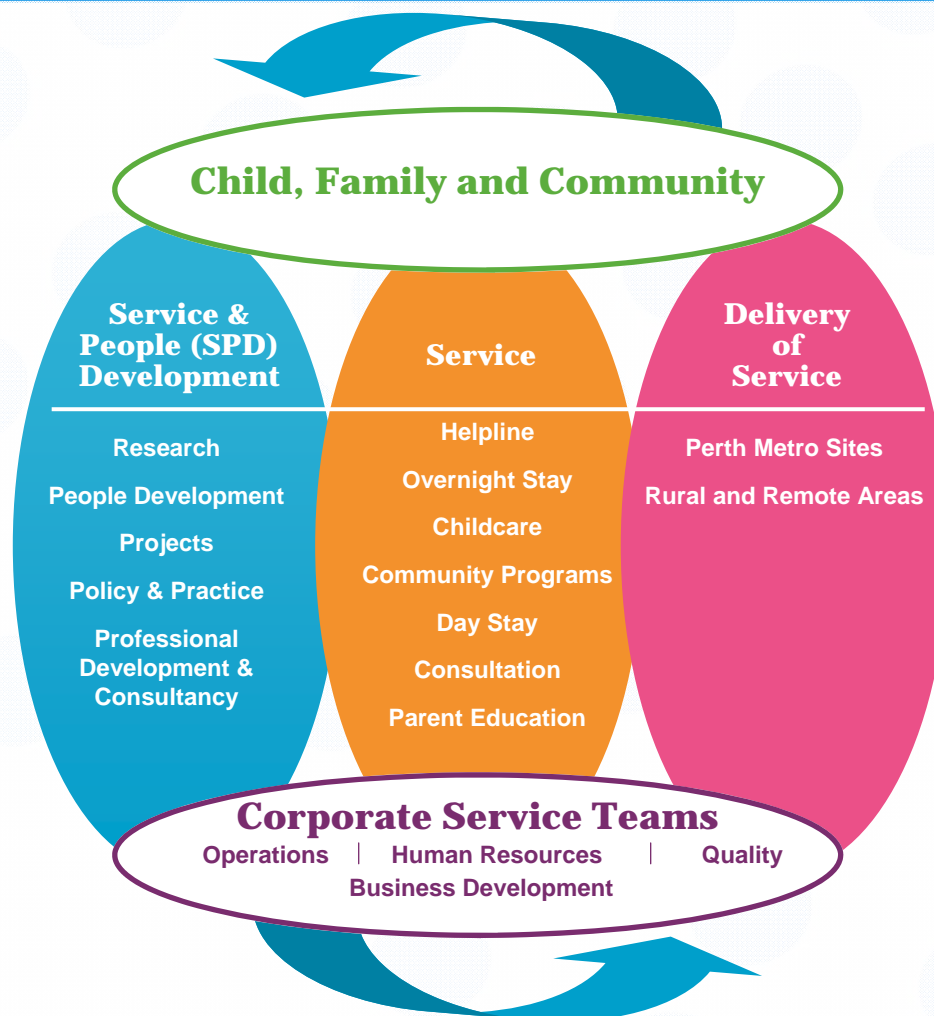 Child, Family and Community
Service &
People (SPD)
Development
Research
People Development
Projects
Policy & Practice
Professional
Development &
Consultancy
Service
Helpline
Overnight Stay
Childcare
Community Programs
Day Stay
Consultation
Parent Education
Delivery
of
Service
Perth Metro Sites
Rural and Remote Areas
Corporate Service Teams
Operations | Human Resources | Quality
Business Development